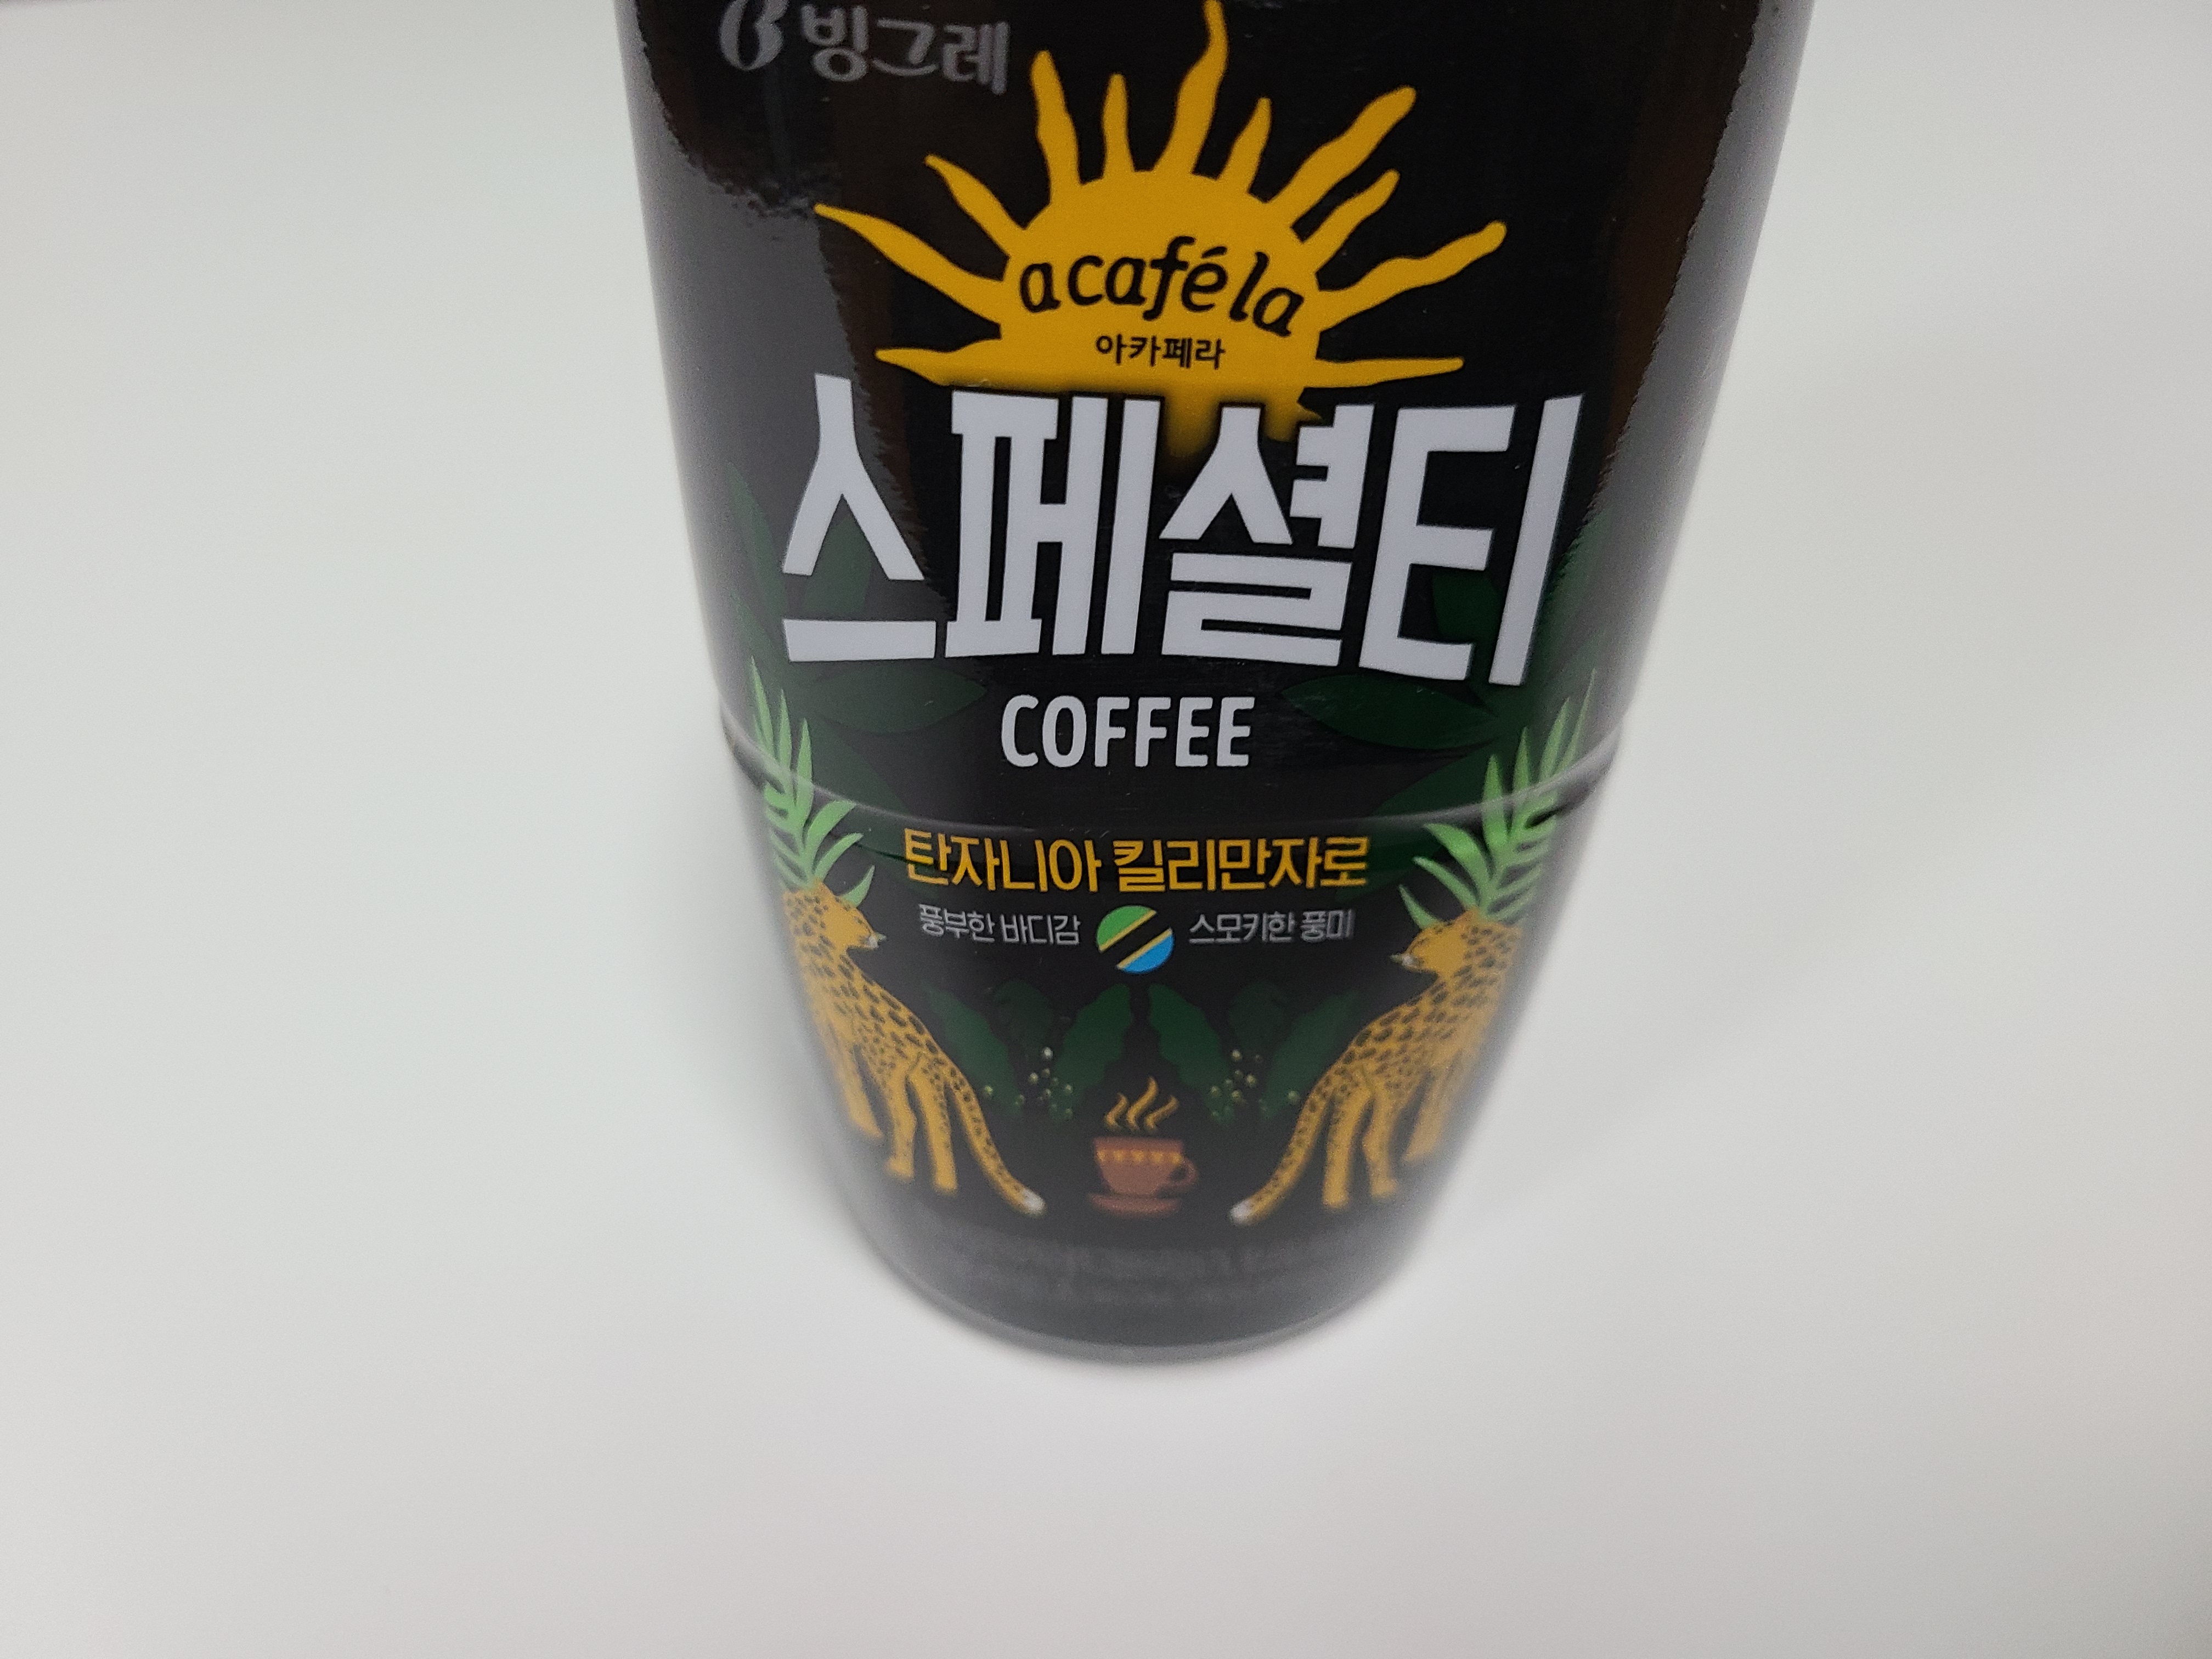 빙그레
acaféla
아카페라
스페셜티
COFFEE
탄자니아 킬리만자로
풍부한 바디감 스모키한 풍미